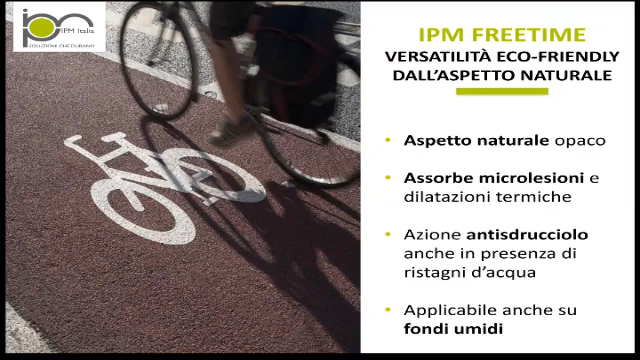 ipm
IPM Italia
SOLUZIONI CHE DURANO
IPM FREETIME
VERSATILITÀ ECO-FRIENDLY
DALL'ASPETTO NATURALE
• Aspetto naturale opaco
• Assorbe microlesioni e
dilatazioni termiche
• Azione antisdrucciolo
anche in presenza di
ristagni d'acqua
• Applicabile anche su
fondi umidi